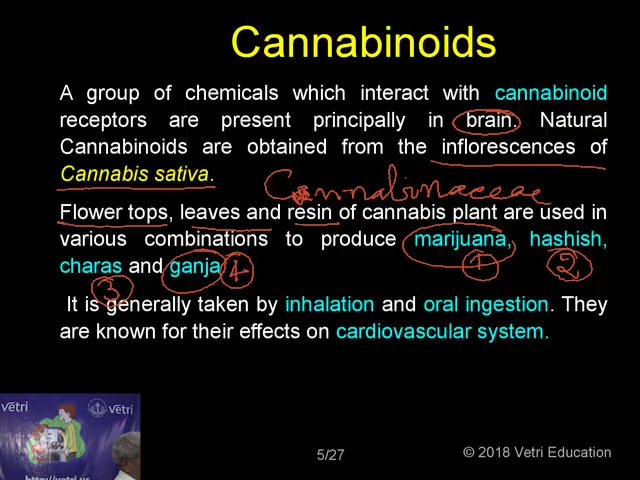 Cannabinoids
A group of chemicals which interact with cannabinoid
receptors are present principally in brain. Natural
Cannabinoids are obtained from the inflorescences of
Cannabis sativa.
Cannabinaceae
Flower tops, leaves and resin of cannabis plant are used in
various combinations to produce marijuana, hashish,
charas and ganja
4 1 2
3
It is generally taken by inhalation and oral ingestion. They
are known for their effects on cardiovascular system.
vetri vetri
5/27 © 2018 Vetri Education
http://vetri.us